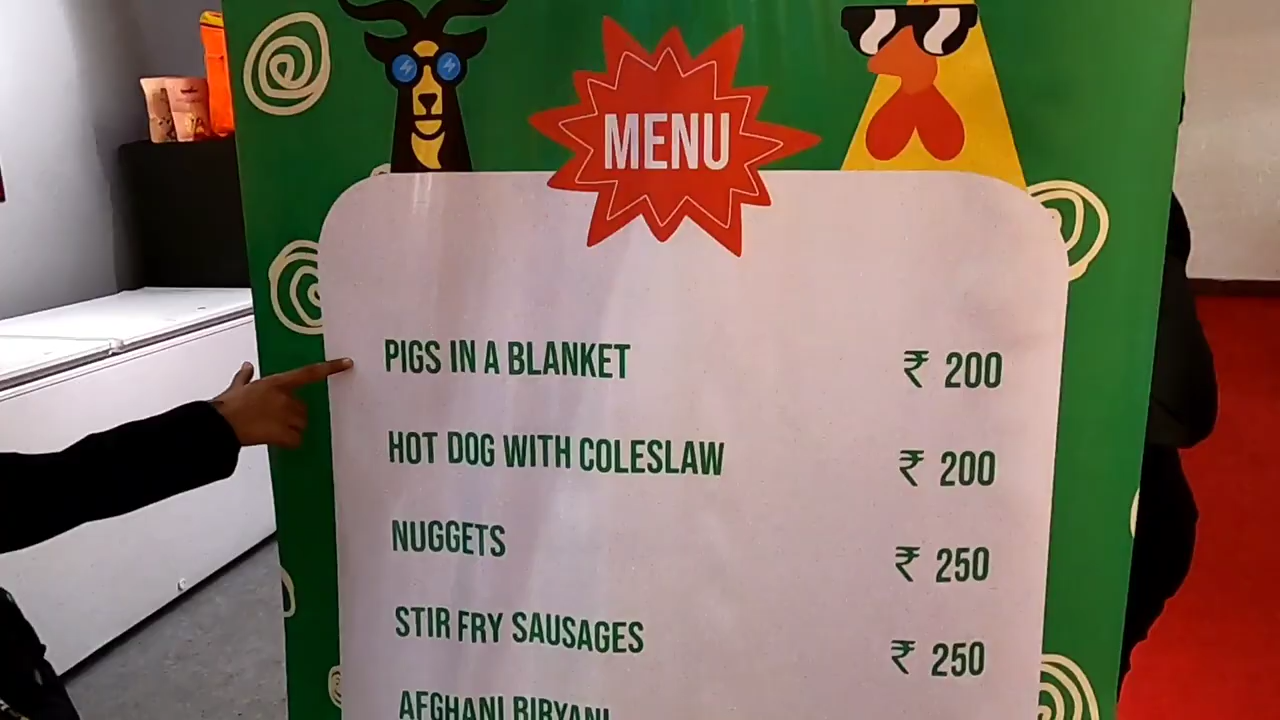 MENU
PIGS IN A BLANKET ₹ 200
HOT DOG WITH COLESLAW ₹ 200
NUGGETS ₹ 250
STIR FRY SAUSAGES ₹ 250
AFGHANI BIRYANI